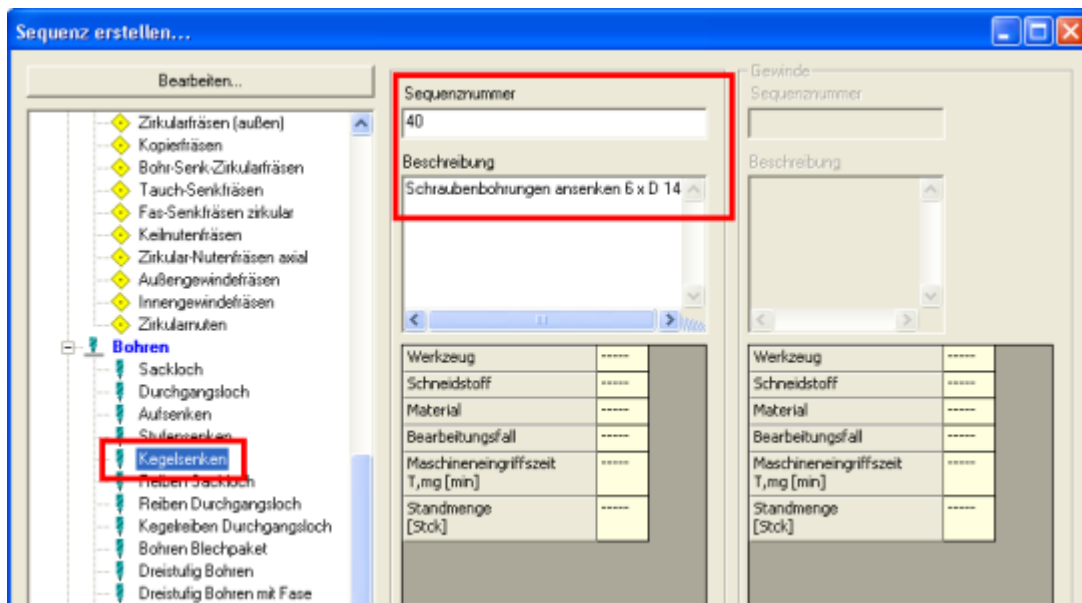 Sequenz erstellen...
Bearbeiten...
Zirkularfräsen (außen)
Kopierfräsen
Bohr-Senk-Zirkularfräsen
Tauch-Senkfräsen
Fas-Senkfräsen zirkular
Keilnutenfräsen
Zirkular-Nutenfräsen axial
Außengewindefräsen
Innengewindefräsen
Zirkularnuten
Bohren
Sackloch
Durchgangsloch
Aufsenken
Stufensenken
Kegelsenken
Reiben Sackloch
Reiben Durchgangsloch
Kegelreiben Durchgangsloch
Bohren Blechpaket
Dreistufig Bohren
Dreistufig Bohren mit Fase
Sequenznummer
40
Beschreibung
Schraubenbohrungen ansenken 6 x D 14
Werkzeug -----
Schneidstoff -----
Material -----
Bearbeitungsfall -----
Maschineneingriffszeit -----
T,mg [min]
Standmenge -----
[Stck]
Gewinde
Sequenznummer
Beschreibung
Werkzeug -----
Schneidstoff -----
Material -----
Bearbeitungsfall -----
Maschineneingriffszeit -----
T,mg [min]
Standmenge -----
[Stck]